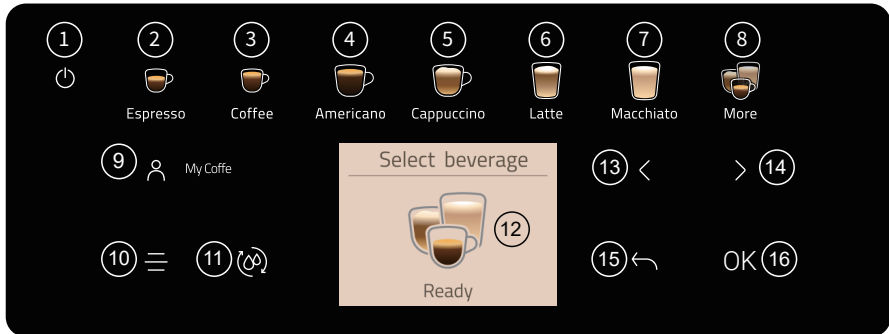 1 2 3 4 5 6 7 8
Espresso Coffee Americano Cappuccino Latte Macchiato More
9 My Coffe
Select beverage
13 14
12
10 11
15 OK 16
Ready